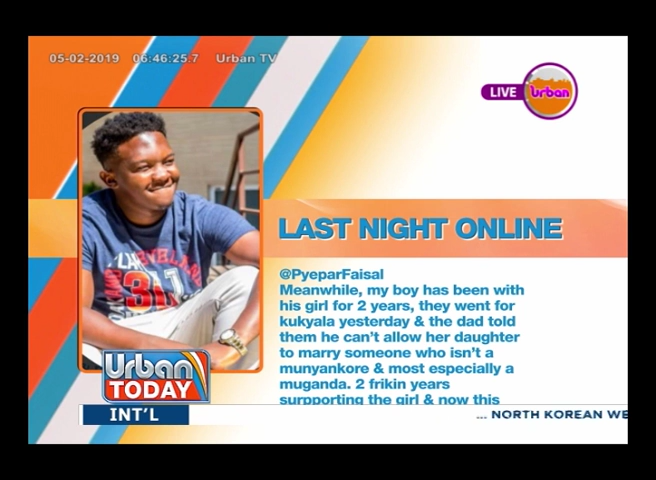 05-02-2019 06:46:25.7 Urban TV
LIVE Urban
LAST NIGHT ONLINE
@PyeparFaisal
Meanwhile, my boy has been with
his girl for 2 years, they went for
kukyala yesterday & the dad told
them he can't allow her daughter
to marry someone who isn't a
munyankore & most especially a
muganda. 2 frikin years
surpporting the girl & now this
CLEVELAND
Urban
TODAY
INT'L
... NORTH KOREAN WE